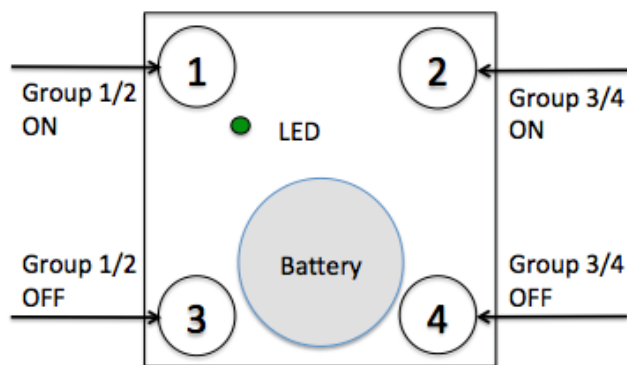 1
2
Group 1/2
ON
Group 3/4
ON
LED
Battery
Group 1/2
OFF
Group 3/4
OFF
3
4